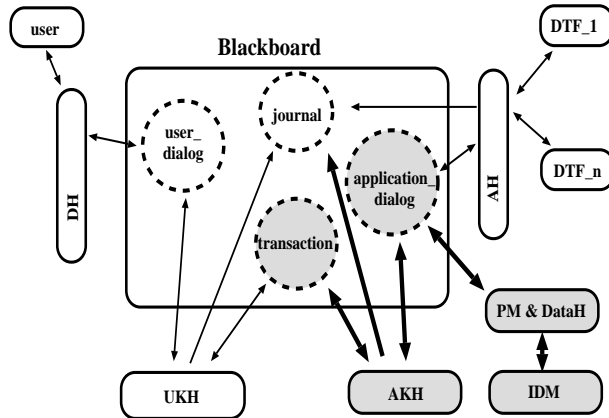 user
DTF_1
Blackboard
journal
user_
dialog
DH
AH
DTF_n
application_
dialog
transaction
PM & DataH
UKH
AKH
IDM